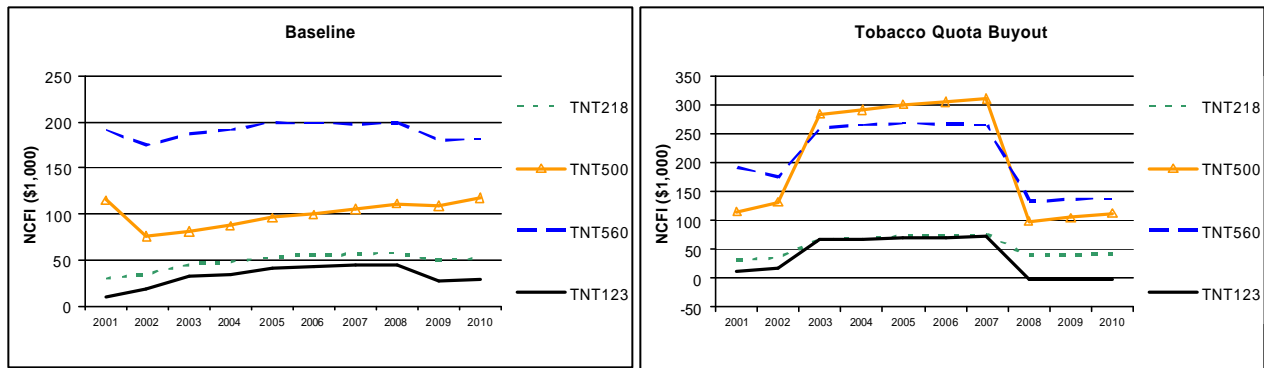 Baseline
NCFI ($1,000)
250
200
150
100
50
0
2001 2002 2003 2004 2005 2006 2007 2008 2009 2010
TNT218
TNT500
TNT560
TNT123
Tobacco Quota Buyout
NCFI ($1,000)
350
300
250
200
150
100
50
0
-50
2001 2002 2003 2004 2005 2006 2007 2008 2009 2010
TNT218
TNT500
TNT560
TNT123